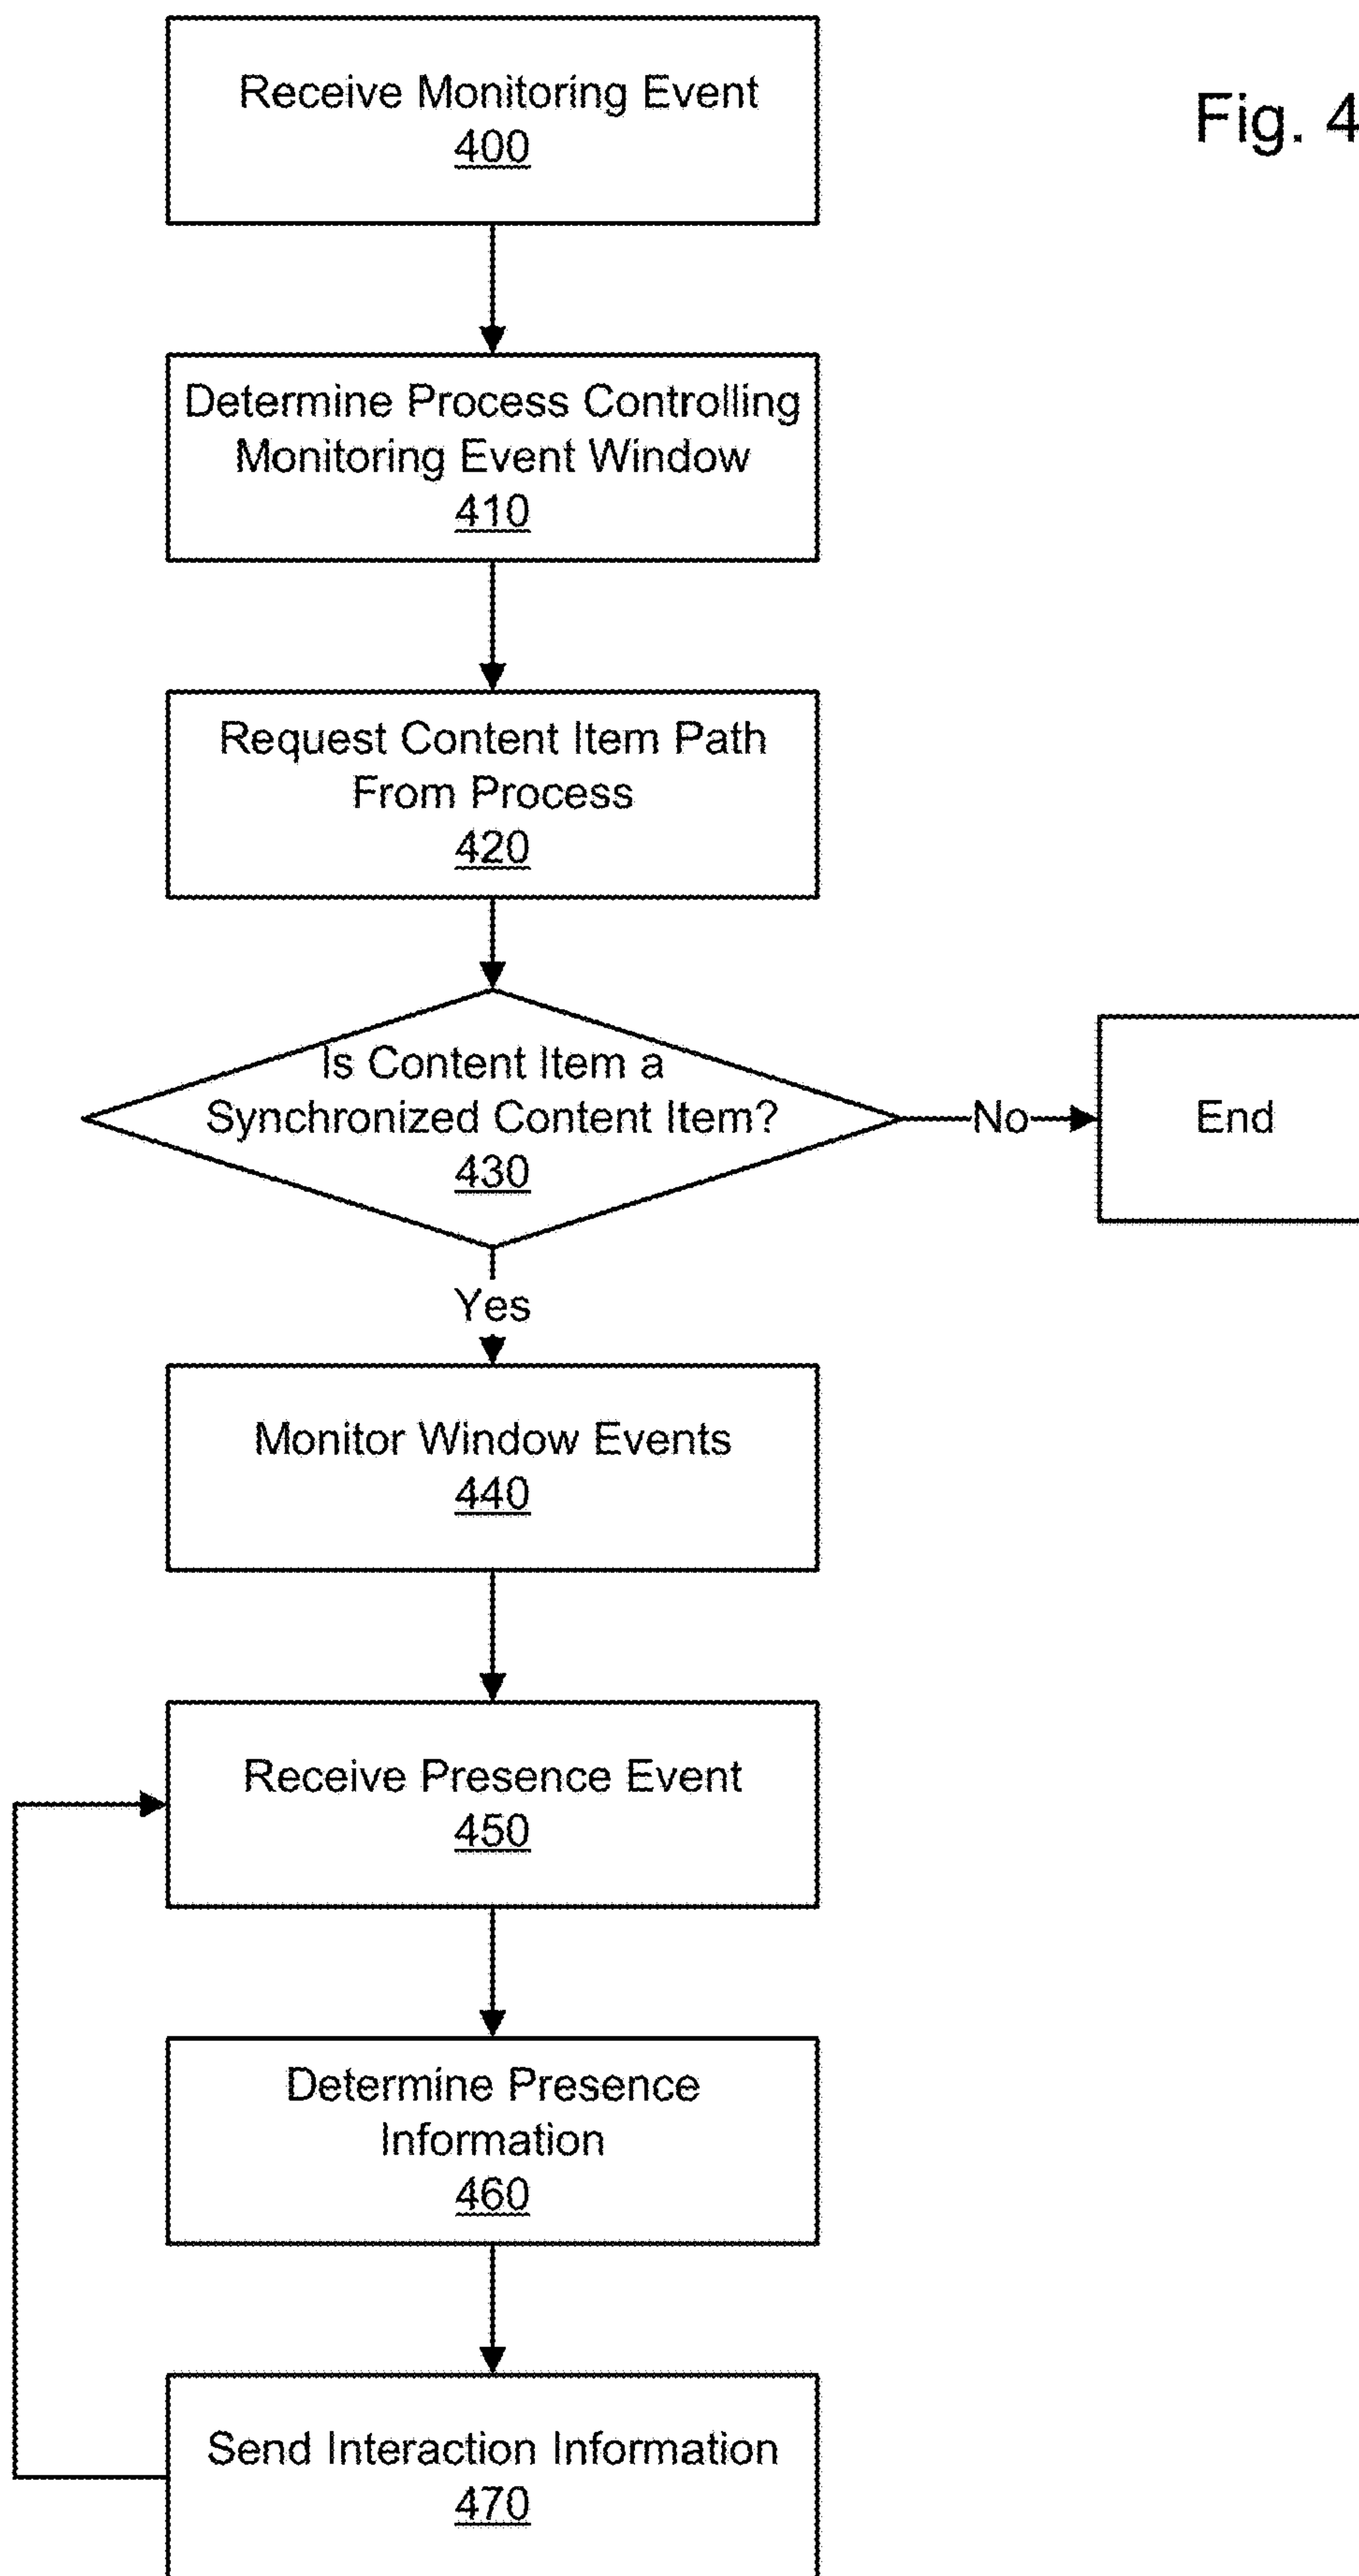 Receive Monitoring Event
400
Fig. 4
Determine Process Controlling
Monitoring Event Window
410
Request Content Item Path
From Process
420
Is Content Item a
Synchronized Content Item?
430
No
End
Yes
Monitor Window Events
440
Receive Presence Event
450
Determine Presence
Information
460
Send Interaction Information
470